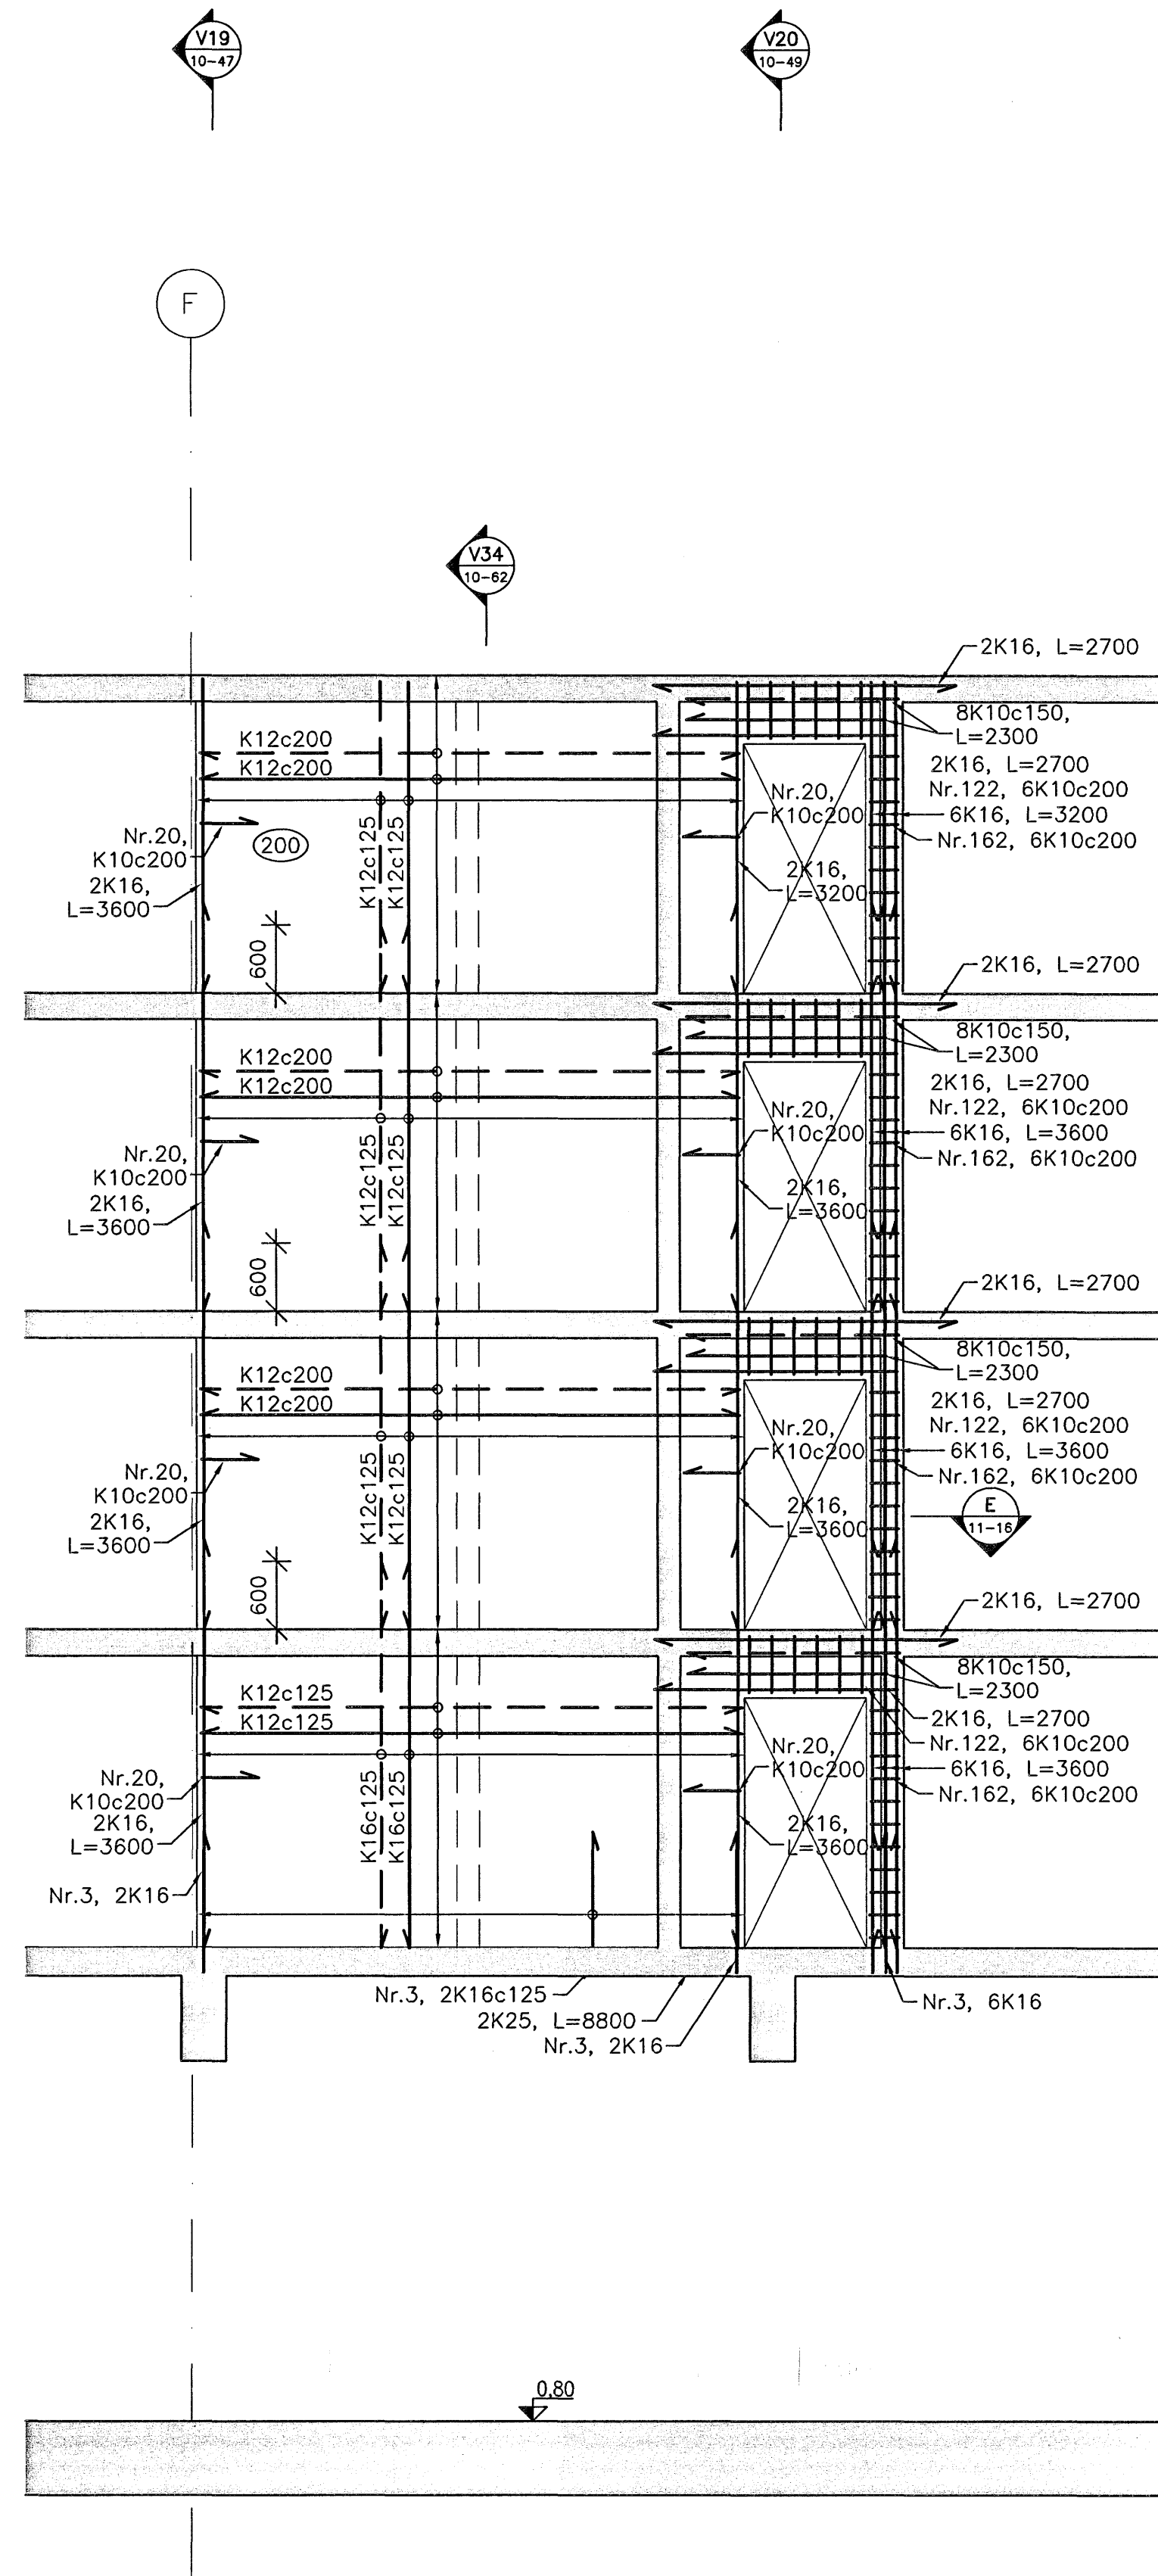 V19
10-47
V20
10-49
F
V34
10-62
2K16, L=2700
8K10c150,
L=2300
2K16, L=2700
Nr.122, 6K10c200
6K16, L=3200
Nr.162, 6K10c200
K12c200
K12c200
Nr.20,
K10c200
200
K12c125
K12c125
Nr.20,
K10c200
2K16,
L=3600
2K16,
L=3200
600
2K16, L=2700
8K10c150,
L=2300
2K16, L=2700
Nr.122, 6K10c200
6K16, L=3600
Nr.162, 6K10c200
K12c200
K12c200
Nr.20,
K10c200
K12c125
K12c125
Nr.20,
K10c200
2K16,
L=3600
2K16,
L=3600
600
2K16, L=2700
8K10c150,
L=2300
2K16, L=2700
Nr.122, 6K10c200
6K16, L=3600
Nr.162, 6K10c200
K12c200
K12c200
Nr.20,
K10c200
K12c125
K12c125
Nr.20,
K10c200
2K16,
L=3600
2K16,
L=3600
E
11-16
600
2K16, L=2700
8K10c150,
L=2300
2K16, L=2700
Nr.122, 6K10c200
6K16, L=3600
Nr.162, 6K10c200
K12c125
K12c125
Nr.20,
K10c200
K16c125
K16c125
Nr.20,
K10c200
2K16,
L=3600
2K16,
L=3600
Nr.3, 2K16
Nr.3, 2K16c125
2K25, L=8800
Nr.3, 2K16
Nr.3, 6K16
0,80